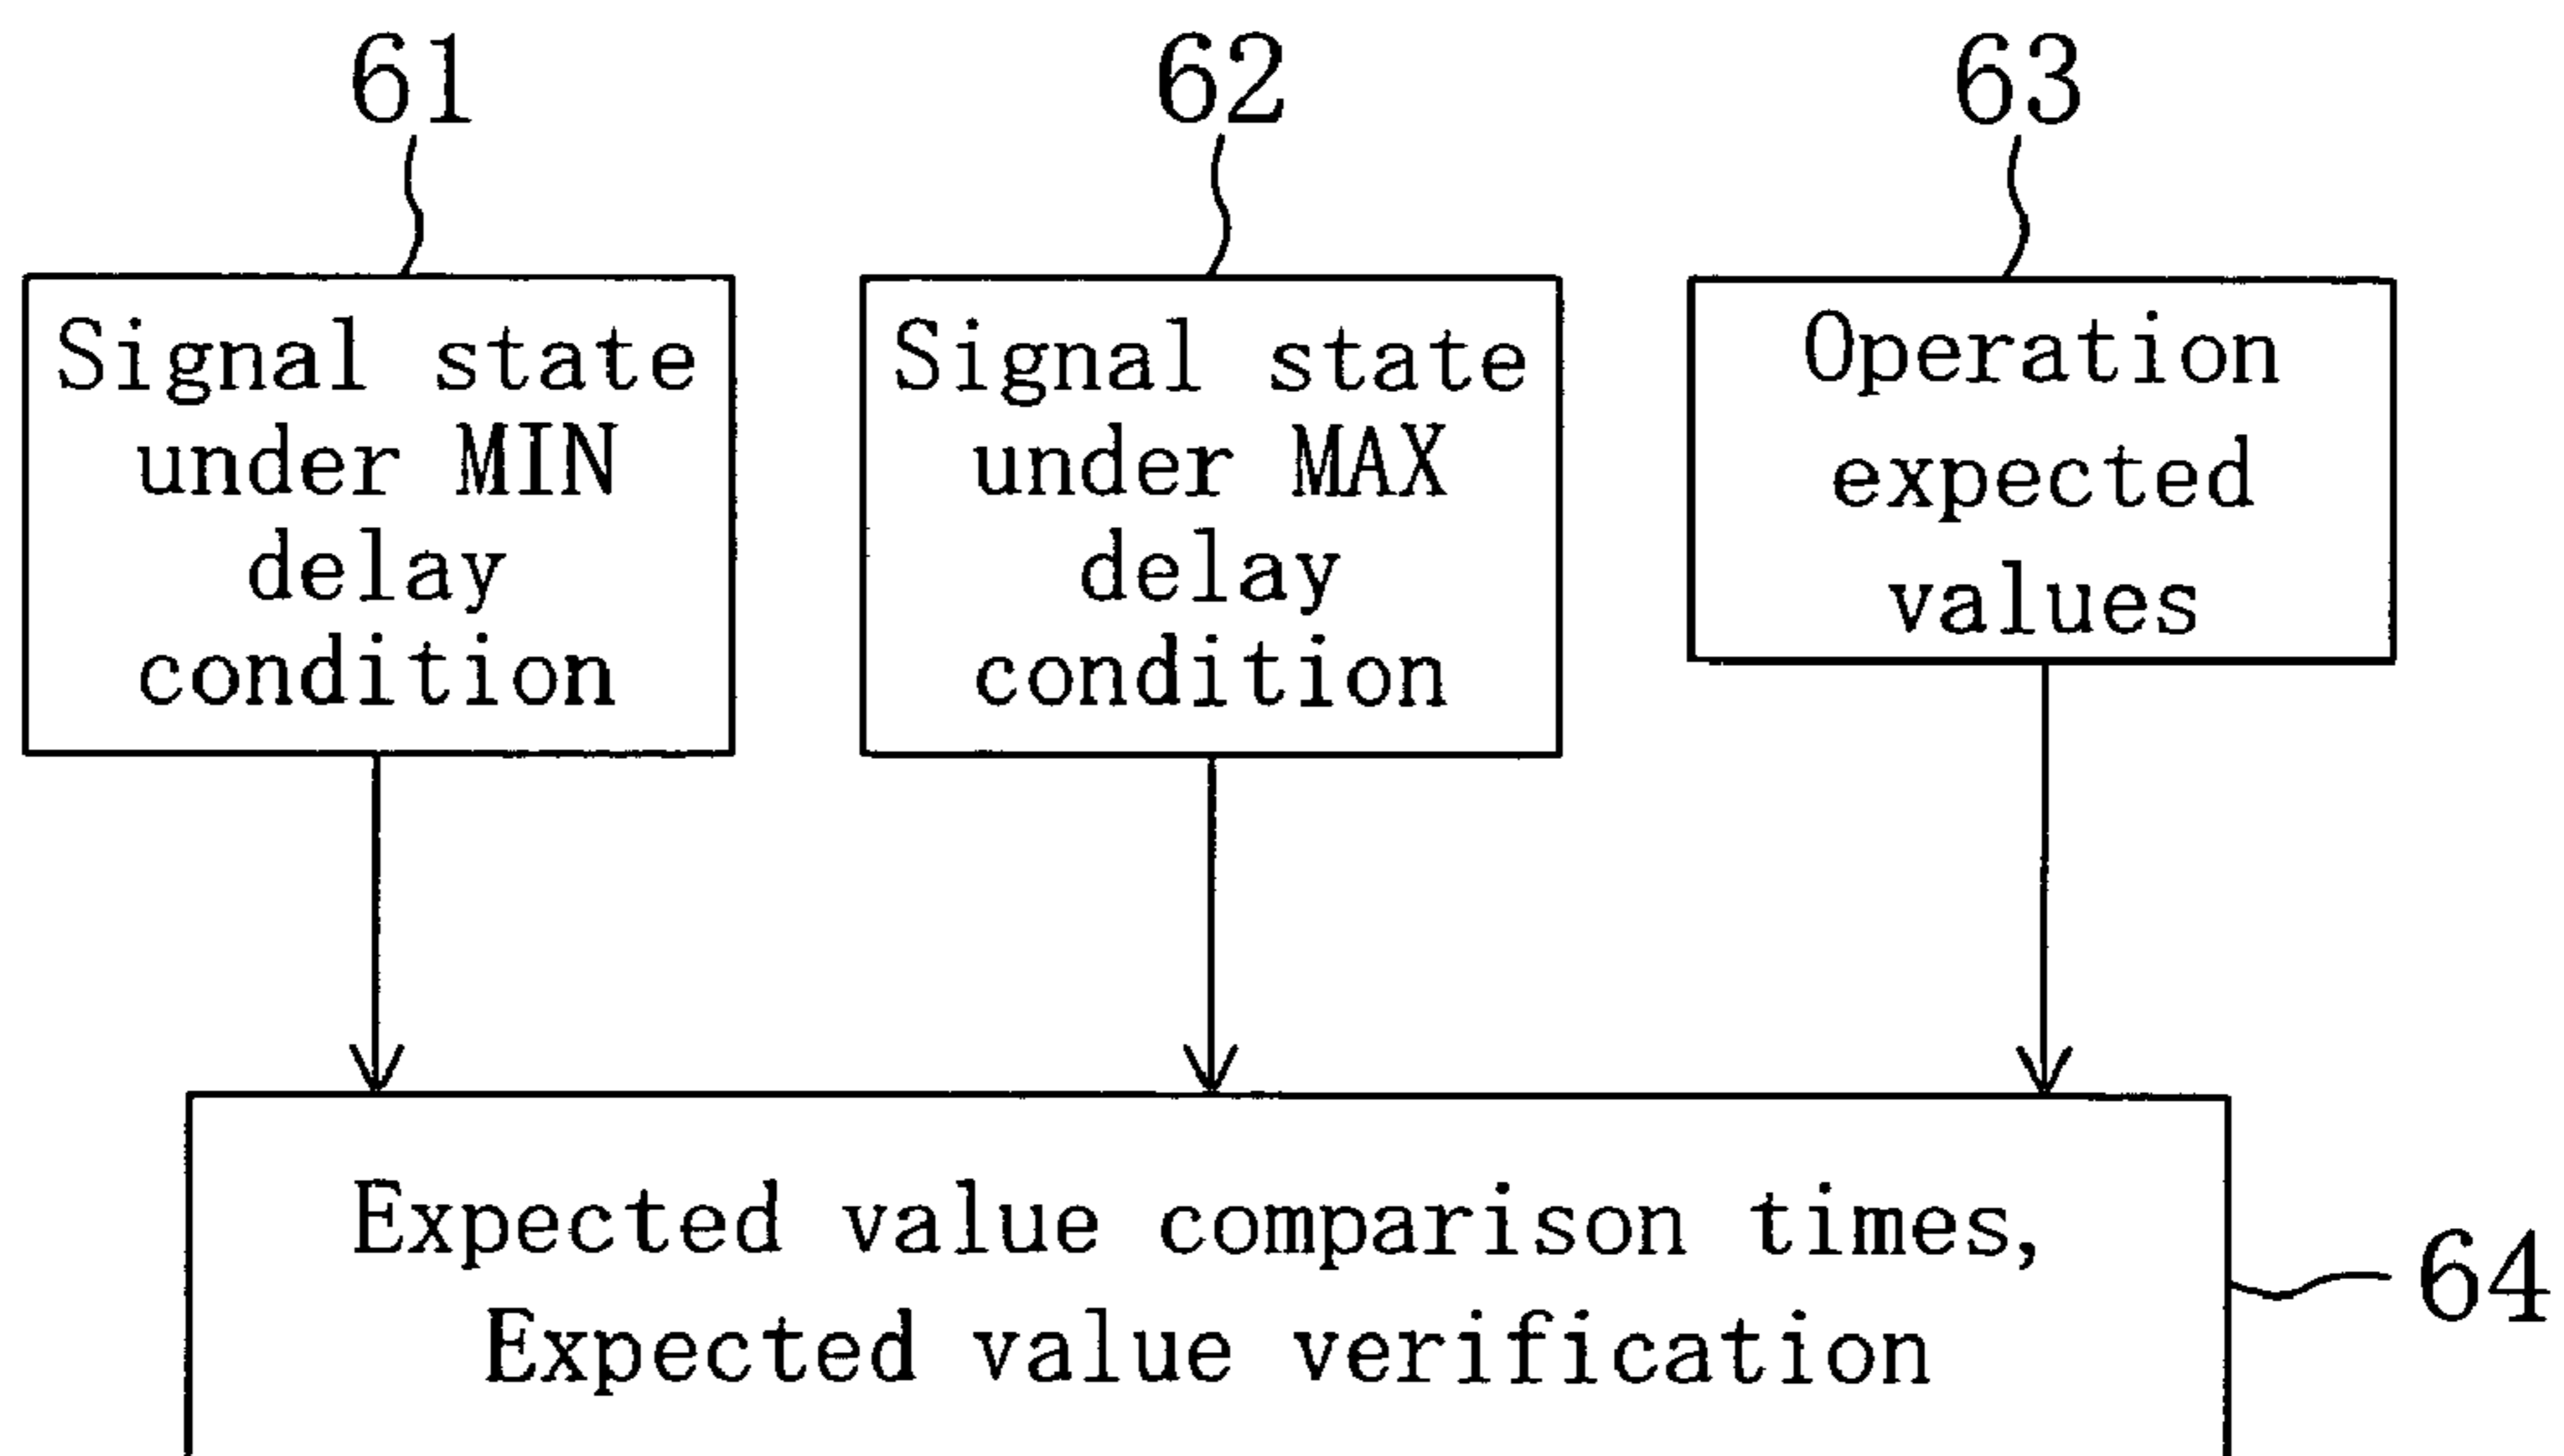 61
62
63
Signal state
under MIN
delay
condition
Signal state
under MAX
delay
condition
Operation
expected
values
Expected value comparison times,
Expected value verification
64